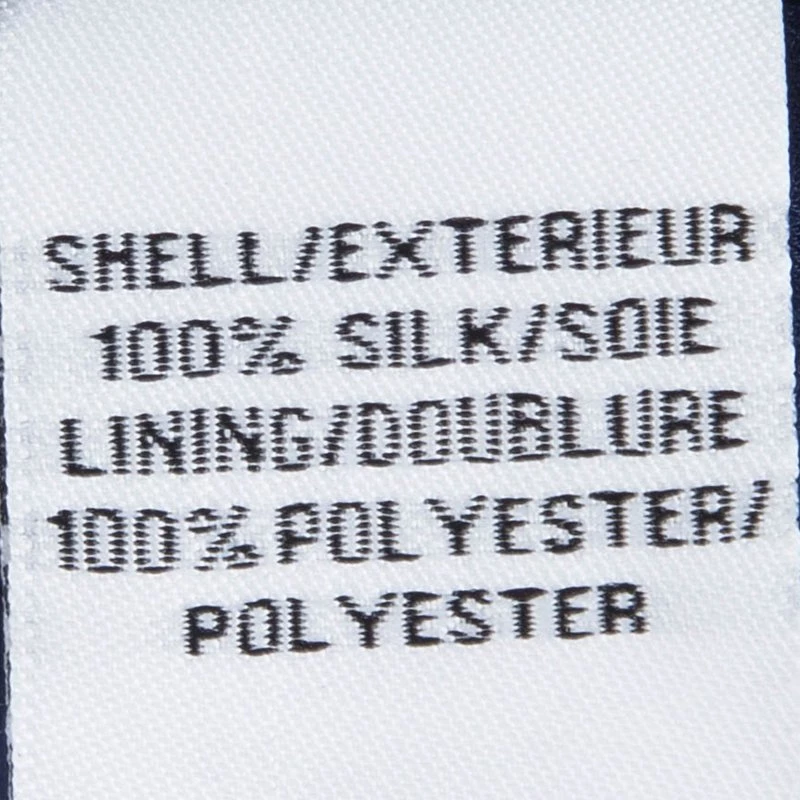 SHELL/EXTERIEUR
100% SILK/SOIE
LINING/DOUBLURE
100% POLYESTER/
POLYESTER